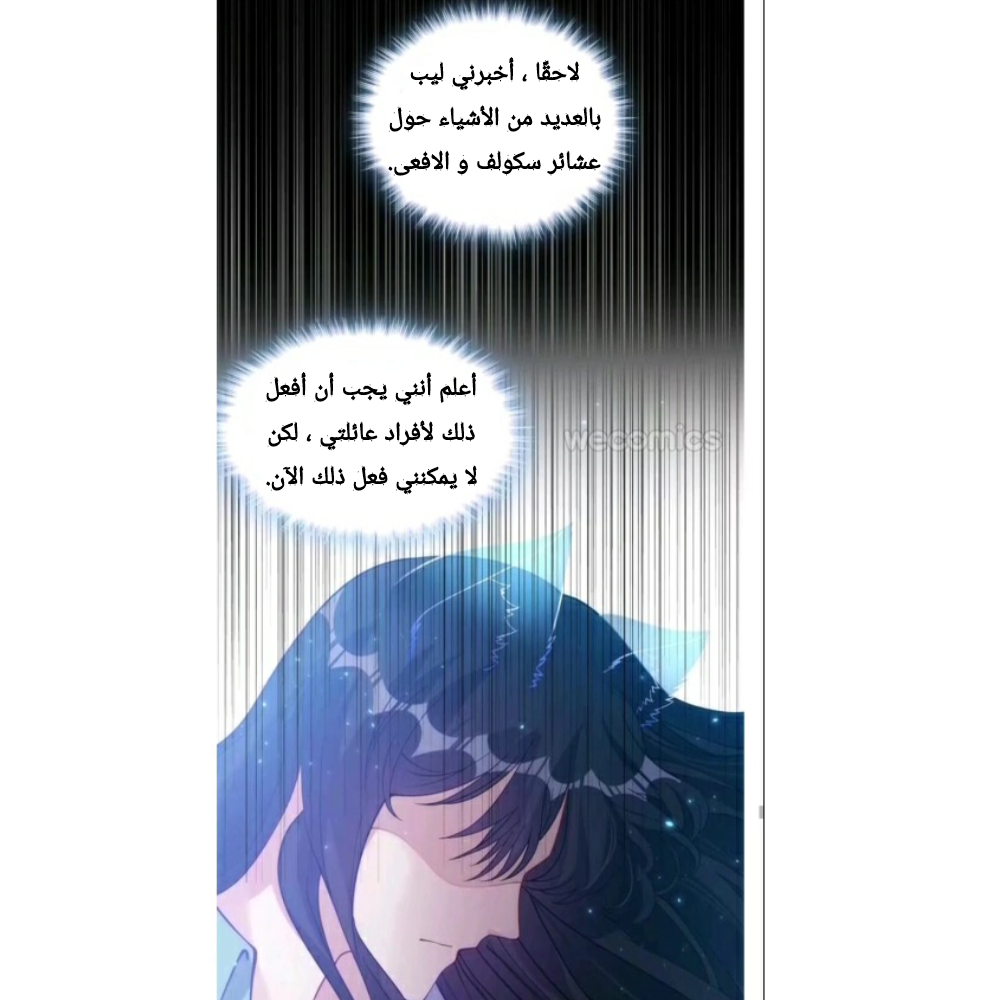 لاحقًا ، أخبرني ليب
بالعديد من الأشياء حول
عشائر سكولف و الافعى.
أعلم أنني يجب أن أفعل
ذلك لأفراد عائلتي ، لكن
لا يمكنني فعل ذلك الآن.
wecomics